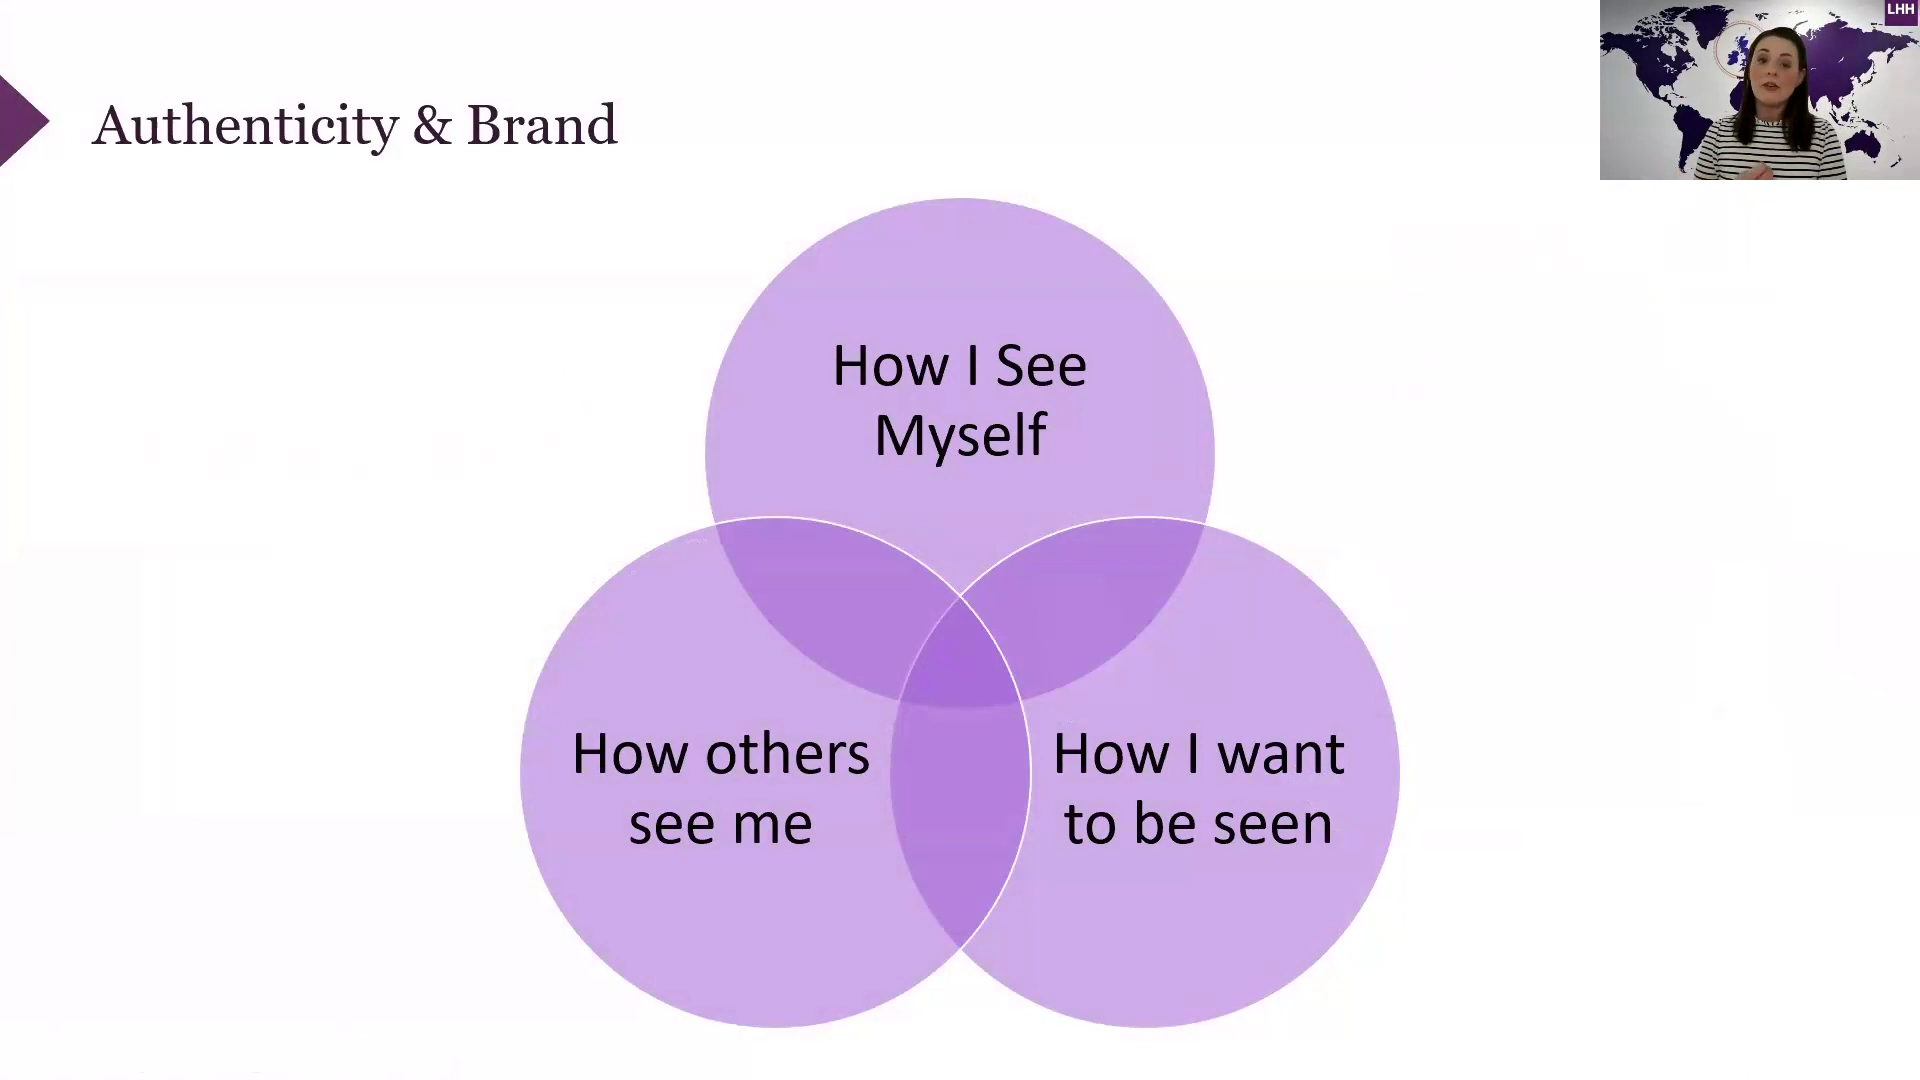 LHH
Authenticity & Brand
How I See
Myself
How others
see me
How I want
to be seen